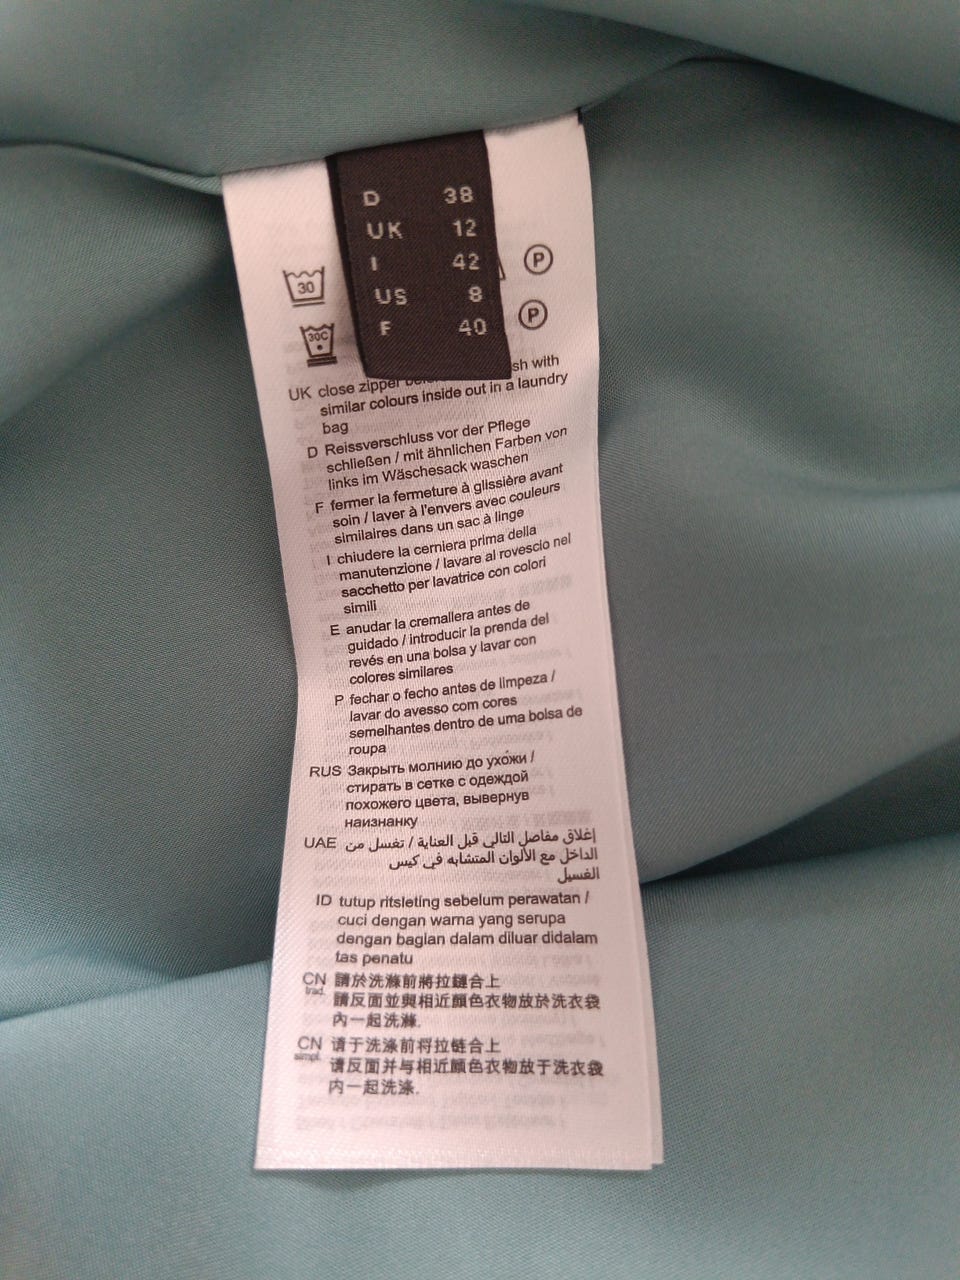 D 38
UK 12
I 42
US 8
F 40
30
P
30C
P
UK close zipper sh with
similar colours inside out in a laundry
bag
D Reissverschluss vor der Pflege
schließen / mit ähnlichen Farben von
links im Wäschesack waschen
F fermer la fermeture à glissière avant
soin / laver à l'envers avec couleurs
similaires dans un sac à linge
I chiudere la cerniera prima della
manutenzione / lavare al rovescio nel
sacchetto per lavatrice con colori
simili
E anudar la cremallera antes de
guidado / introducir la prenda del
revés en una bolsa y lavar con
colores similares
P fechar o fecho antes de limpeza /
lavar do avesso com cores
semelhantes dentro de uma bolsa de
roupa
RUS Закрыть молнию до ухожи /
стирать в сетке с одеждой
похожего цвета, вывернув
наизнанку
UAE إغلاق مفاصل التالي قبل العناية / تغسل من
الداخل مع الألوان المتشابه في كيس
الغسيل
ID tutup ritsleting sebelum perawatan /
cuci dengan warna yang serupa
dengan bagian dalam diluar didalam
tas penatu
CN trad. 請於洗滌前將拉鏈合上
請反面並與相近顏色衣物放於洗衣袋
內一起洗滌.
CN simpl. 请于洗涤前将拉链合上
请反面并与相近颜色衣物放于洗衣袋
内一起洗涤.